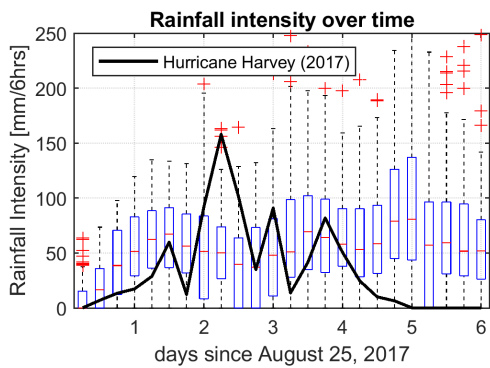 Rainfall intensity over time
Hurricane Harvey (2017)
Rainfall Intensity [mm/6hrs]
250
200
150
100
50
0
1 2 3 4 5 6
days since August 25, 2017